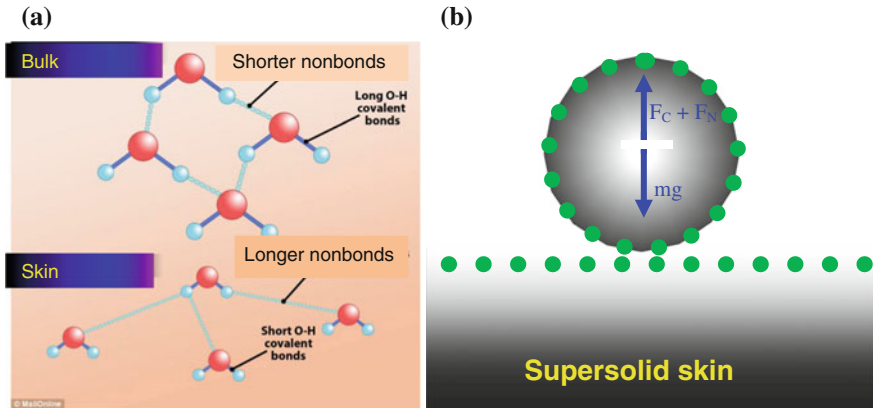 (a)
Bulk
Shorter nonbonds
Long O-H
covalent
bonds
Skin
Longer nonbonds
Short O-H
covalent
bonds
© MailOnline
(b)
F_C + F_N
mg
Supersolid skin